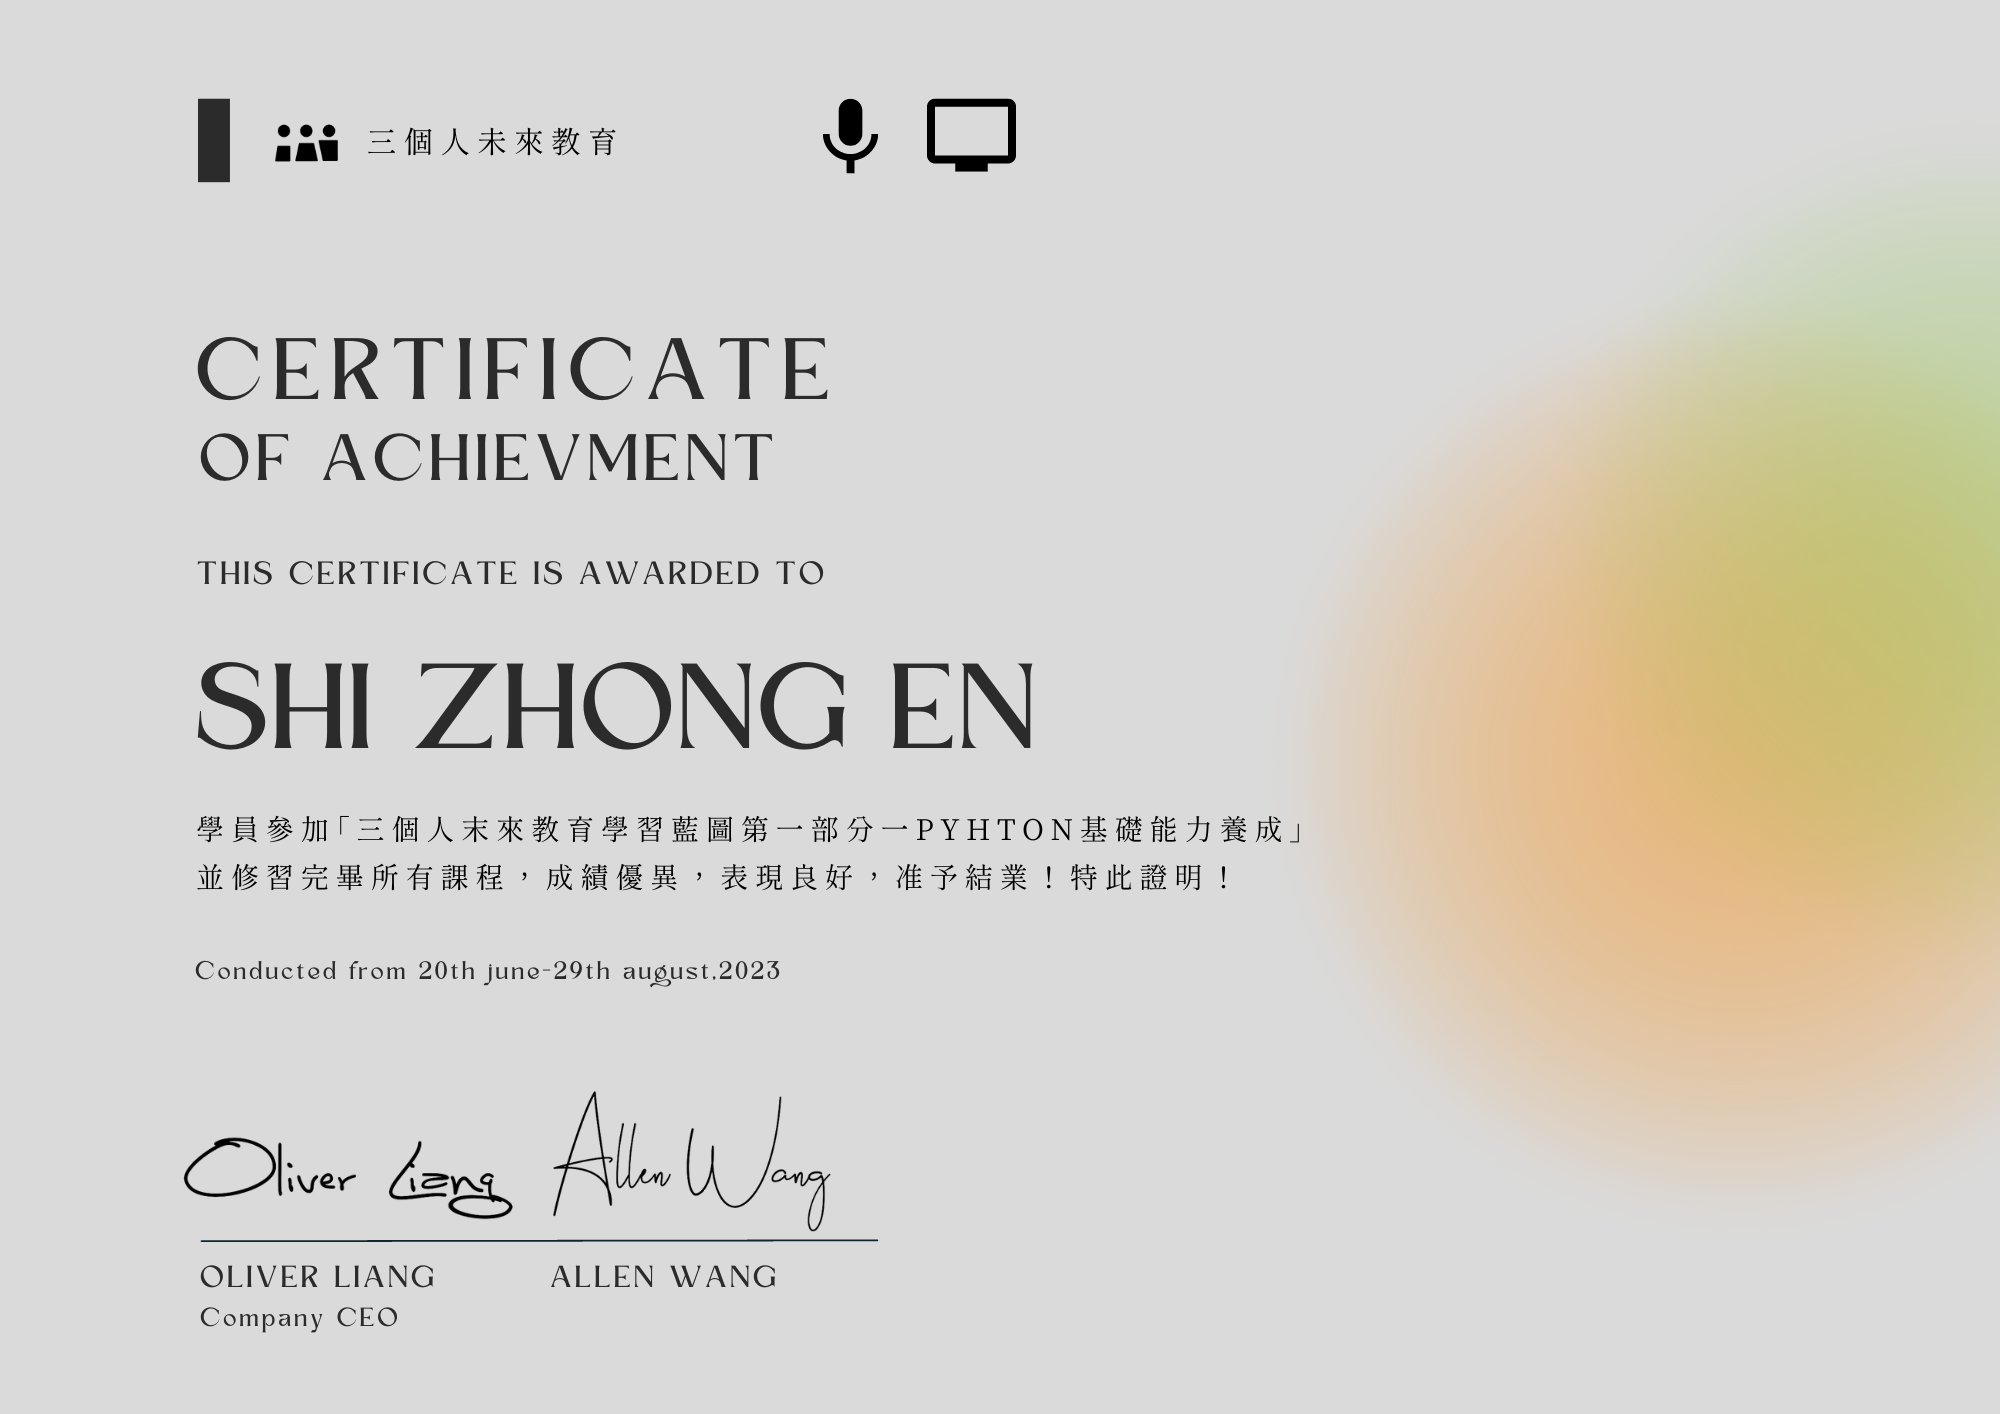 三個人未來教育
CERTIFICATE
OF ACHIEVMENT
THIS CERTIFICATE IS AWARDED TO
SHI ZHONG EN
學員參加「三個人末來教育學習藍圖第一部分一PYHTON基礎能力養成」
並修習完畢所有課程，成績優異，表現良好，准予結業！特此證明！
Conducted from 20th june-29th august.2023
Oliver Liang Allen Wang
OLIVER LIANG ALLEN WANG
Company CEO